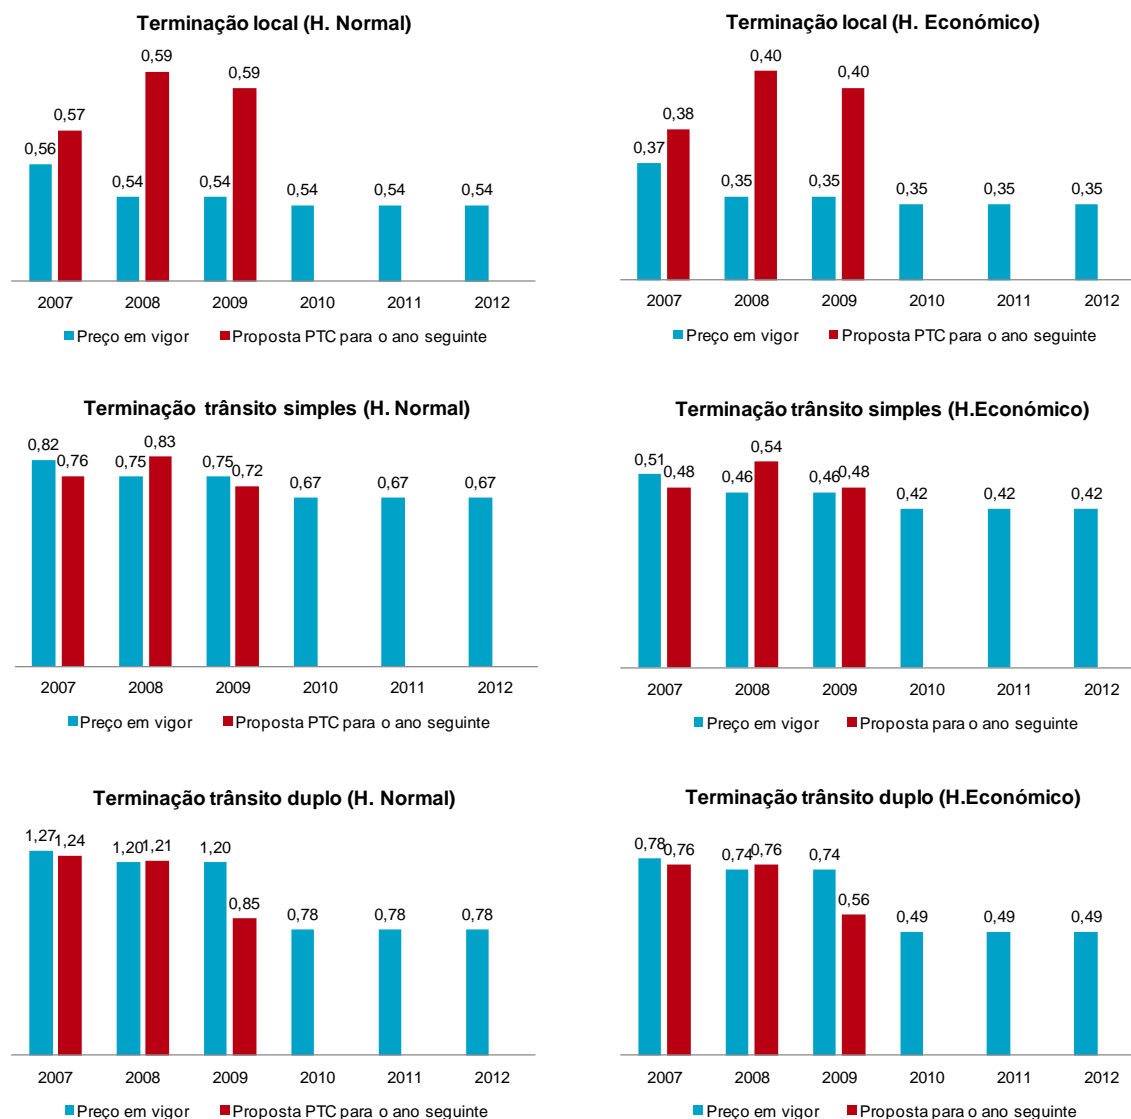 Terminação local (H. Normal)
0,56 0,57 0,54 0,59 0,54 0,59 0,54 0,54 0,54
2007 2008 2009 2010 2011 2012
Preço em vigor Proposta PTC para o ano seguinte
Terminação local (H. Económico)
0,37 0,38 0,35 0,40 0,35 0,40 0,35 0,35 0,35
2007 2008 2009 2010 2011 2012
Preço em vigor Proposta PTC para o ano seguinte
Terminação trânsito simples (H. Normal)
0,82 0,76 0,75 0,83 0,75 0,72 0,67 0,67 0,67
2007 2008 2009 2010 2011 2012
Preço em vigor Proposta PTC para o ano seguinte
Terminação trânsito simples (H.Económico)
0,51 0,48 0,46 0,54 0,46 0,48 0,42 0,42 0,42
2007 2008 2009 2010 2011 2012
Preço em vigor Proposta para o ano seguinte
Terminação trânsito duplo (H. Normal)
1,27 1,24 1,20 1,21 1,20 0,85 0,78 0,78 0,78
2007 2008 2009 2010 2011 2012
Preço em vigor Proposta PTC para o ano seguinte
Terminação trânsito duplo (H.Económico)
0,78 0,76 0,74 0,76 0,74 0,56 0,49 0,49 0,49
2007 2008 2009 2010 2011 2012
Preço em vigor Proposta para o ano seguinte